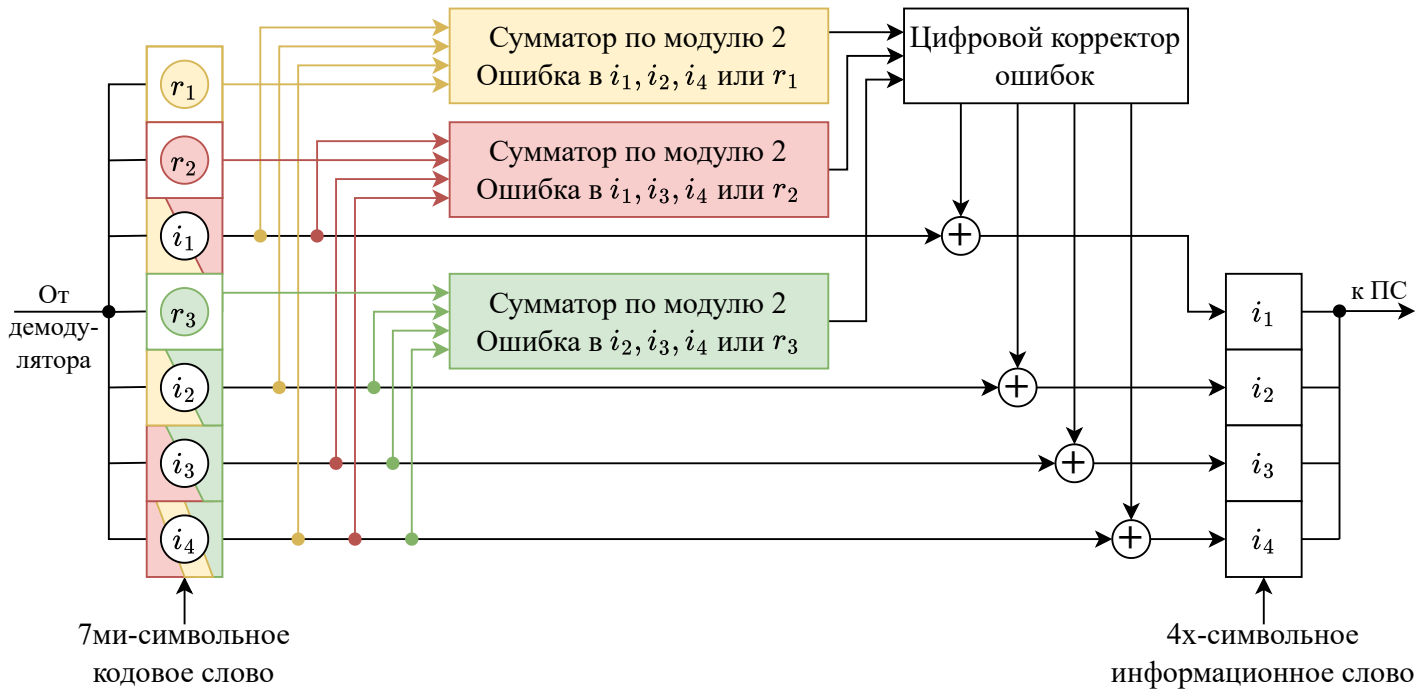 Сумматор по модулю 2
Ошибка в i₁, i₂, i₄ или r₁
Цифровой корректор
ошибок
r₁
r₂
Сумматор по модулю 2
Ошибка в i₁, i₃, i₄ или r₂
i₁
От
демоду-
лятора
r₃
Сумматор по модулю 2
Ошибка в i₂, i₃, i₄ или r₃
i₁
к ПС
i₂
i₂
i₃
i₃
i₄
i₄
7ми-символьное
кодовое слово
4х-символьное
информационное слово